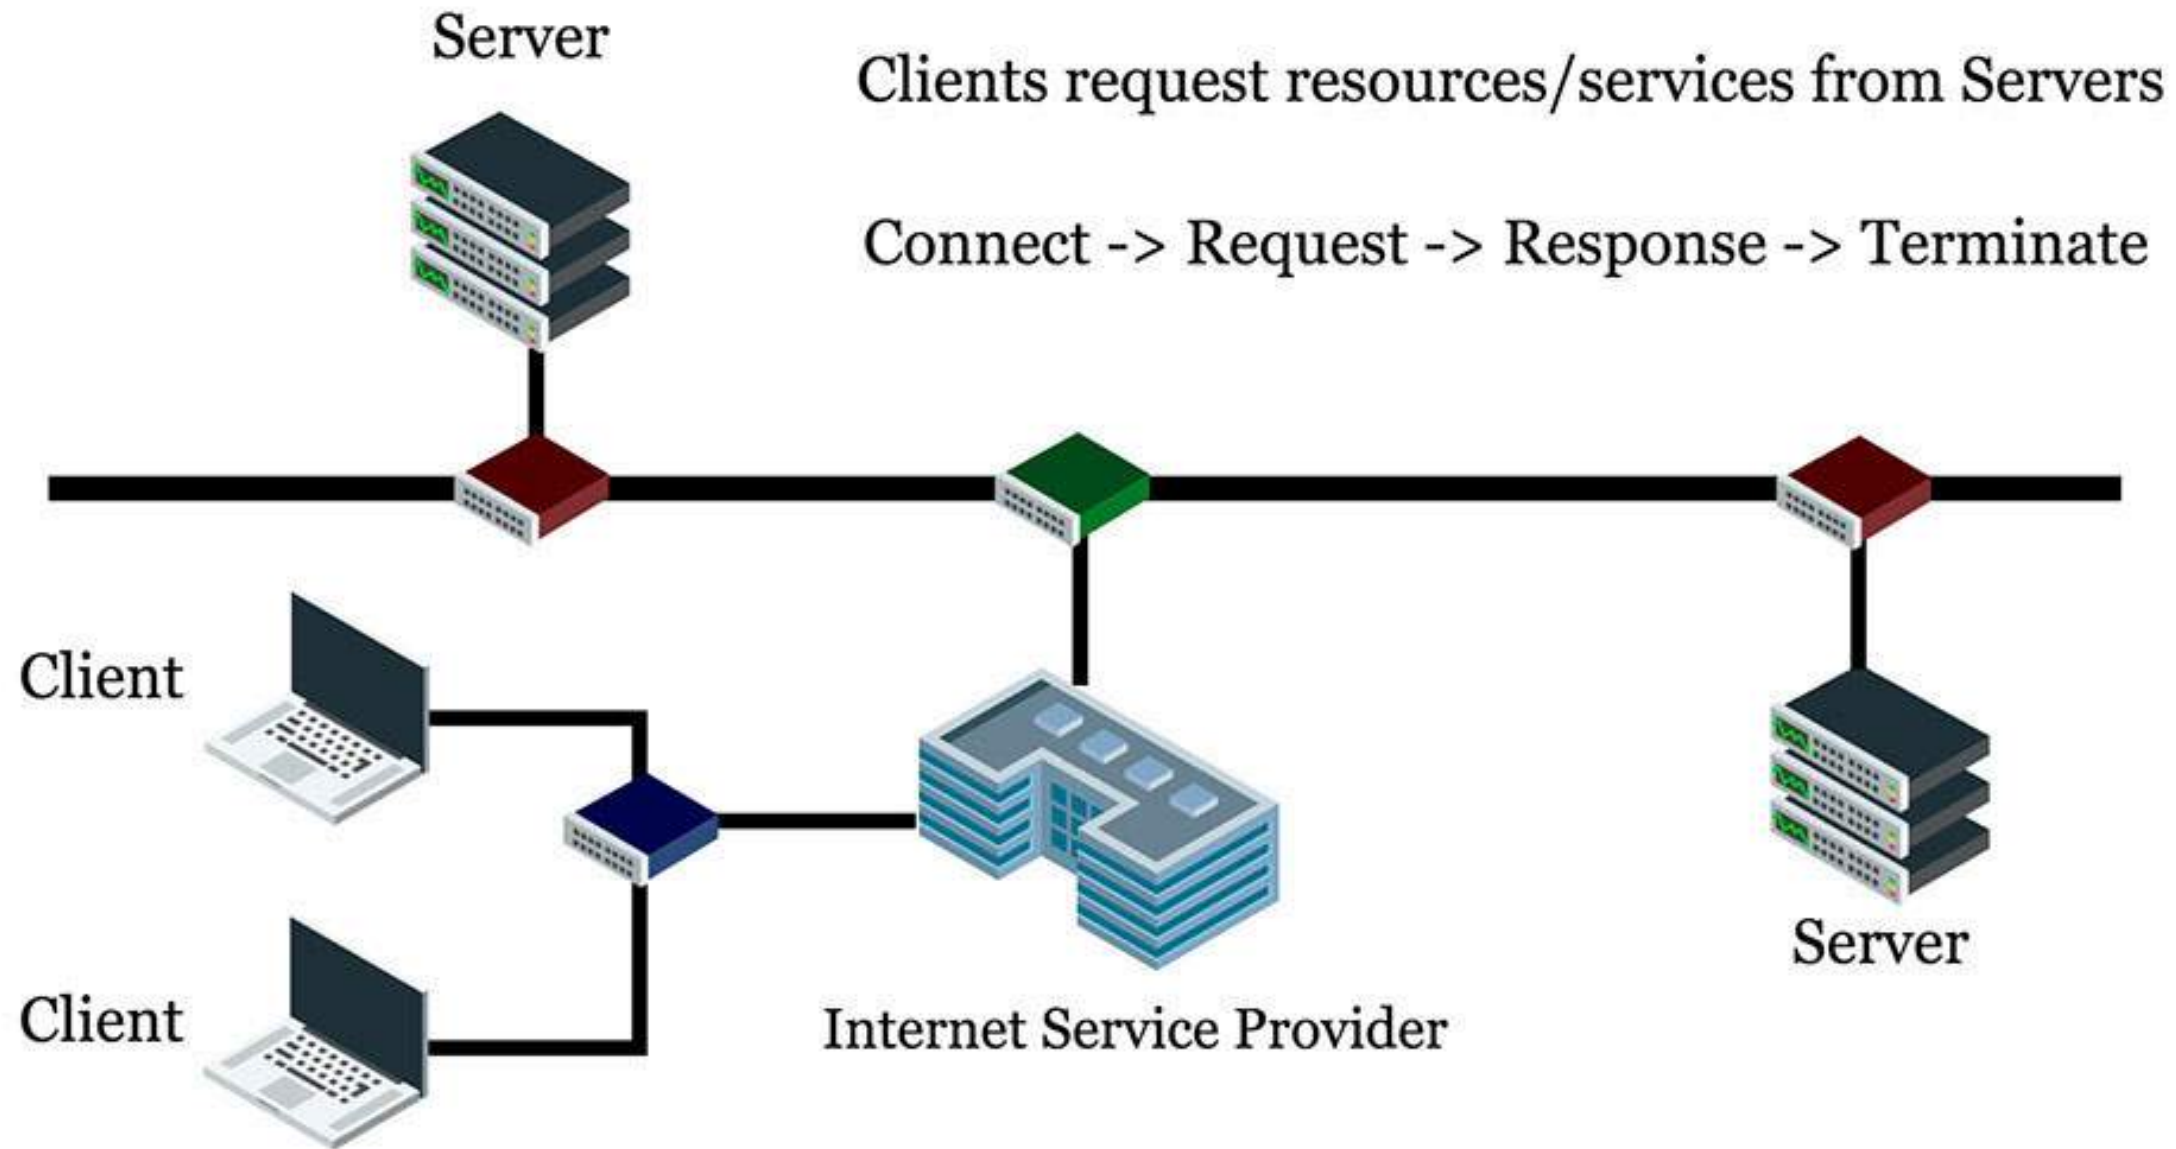 Server
Clients request resources/services from Servers
Connect -> Request -> Response -> Terminate
Client
Client
Internet Service Provider
Server